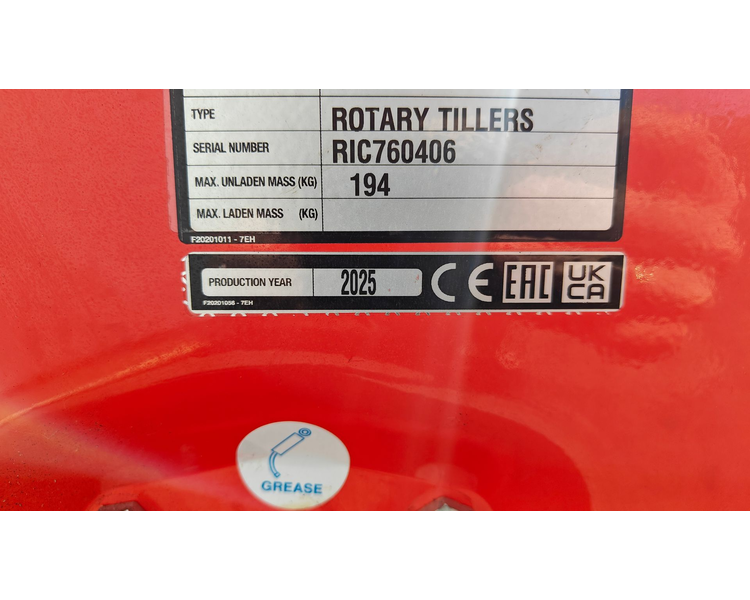 TYPE ROTARY TILLERS
SERIAL NUMBER RIC760406
MAX. UNLADEN MASS (KG) 194
MAX. LADEN MASS (KG)
F20201011 - 7EH
PRODUCTION YEAR 2025 CE EAC UK CA
F20201056 - 7EH
GREASE